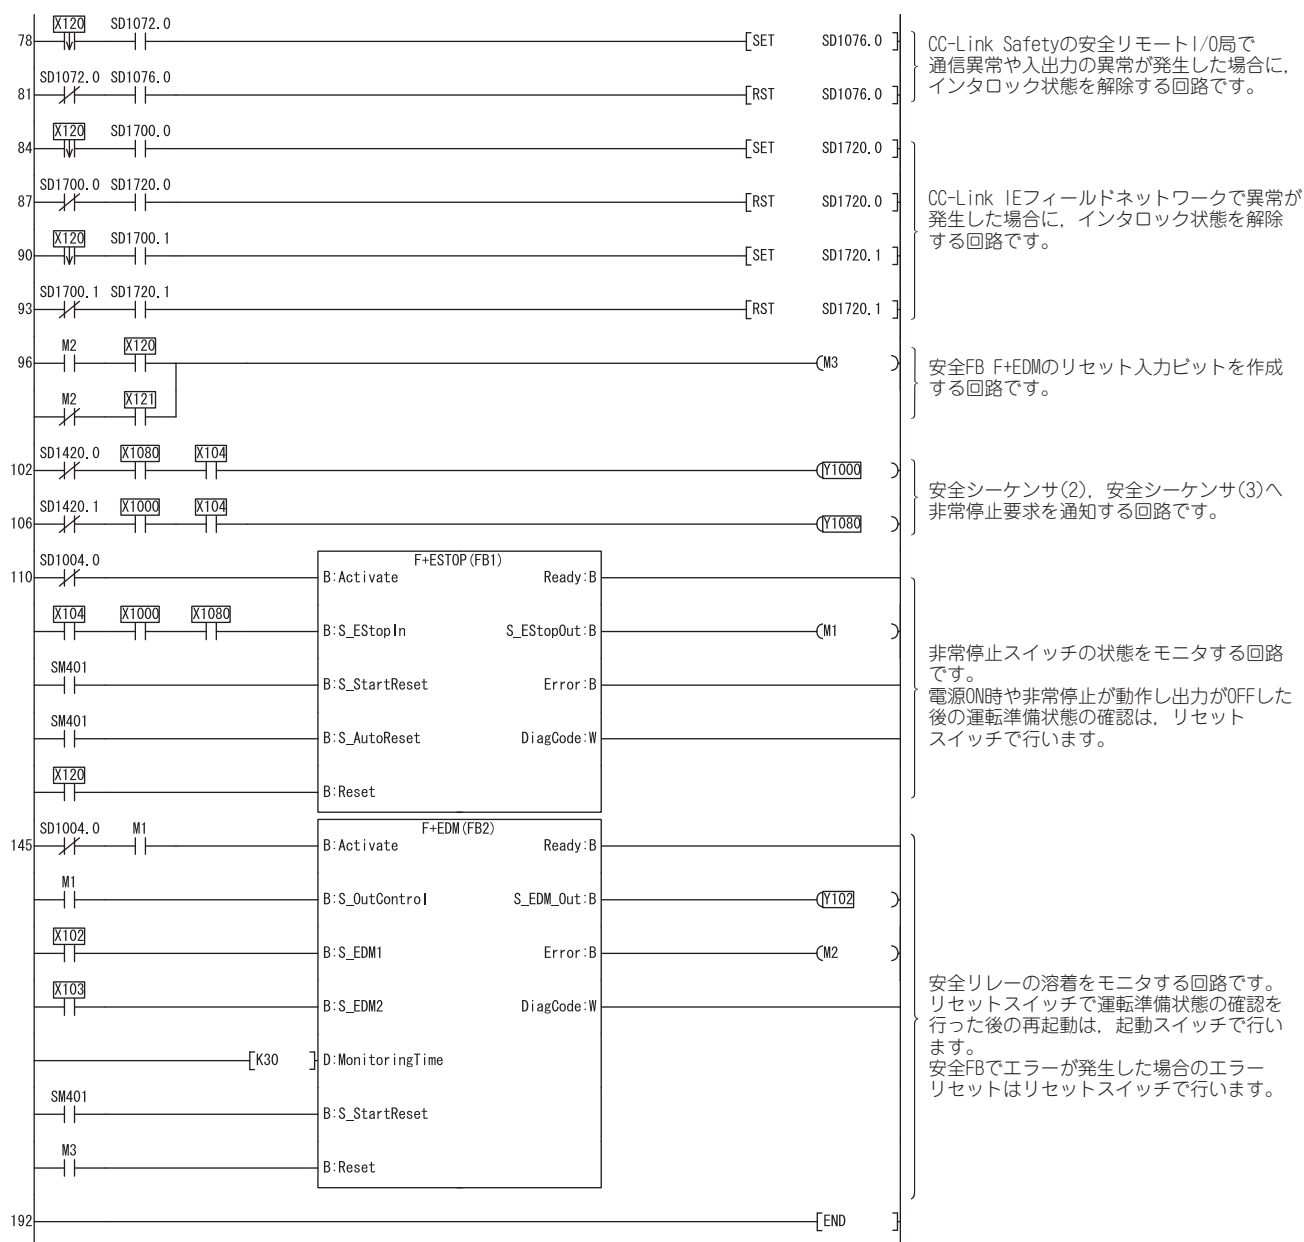 X120 SD1072.0
78 SET SD1076.0
CC-Link Safetyの安全リモートI/O局で
通信異常や入出力の異常が発生した場合に，
インタロック状態を解除する回路です。
SD1072.0 SD1076.0
81 RST SD1076.0
X120 SD1700.0
84 SET SD1720.0
SD1700.0 SD1720.0
87 RST SD1720.0
CC-Link IEフィールドネットワークで異常が
発生した場合に，インタロック状態を解除
する回路です。
X120 SD1700.1
90 SET SD1720.1
SD1700.1 SD1720.1
93 RST SD1720.1
M2 X120
96 M3
M2 X121
安全FB F+EDMのリセット入力ビットを作成
する回路です。
SD1420.0 X1080 X104
102 Y1000
SD1420.1 X1000 X104
106 Y1080
安全シーケンサ(2)，安全シーケンサ(3)へ
非常停止要求を通知する回路です。
SD1004.0 F+ESTOP(FB1)
110 B:Activate Ready:B
X104 X1000 X1080
B:S_EStopIn S_EStopOut:B M1
SM401
B:S_StartReset Error:B
SM401
B:S_AutoReset DiagCode:W
X120
B:Reset
非常停止スイッチの状態をモニタする回路
です。
電源ON時や非常停止が動作し出力がOFFした
後の運転準備状態の確認は，リセット
スイッチで行います。
SD1004.0 M1 F+EDM(FB2)
145 B:Activate Ready:B
M1
B:S_OutControl S_EDM_Out:B Y102
X102
B:S_EDM1 Error:B M2
X103
B:S_EDM2 DiagCode:W
K30 D:MonitoringTime
SM401
B:S_StartReset
M3
B:Reset
安全リレーの溶着をモニタする回路です。
リセットスイッチで運転準備状態の確認を
行った後の再起動は，起動スイッチで行い
ます。
安全FBでエラーが発生した場合のエラー
リセットはリセットスイッチで行います。
192 END